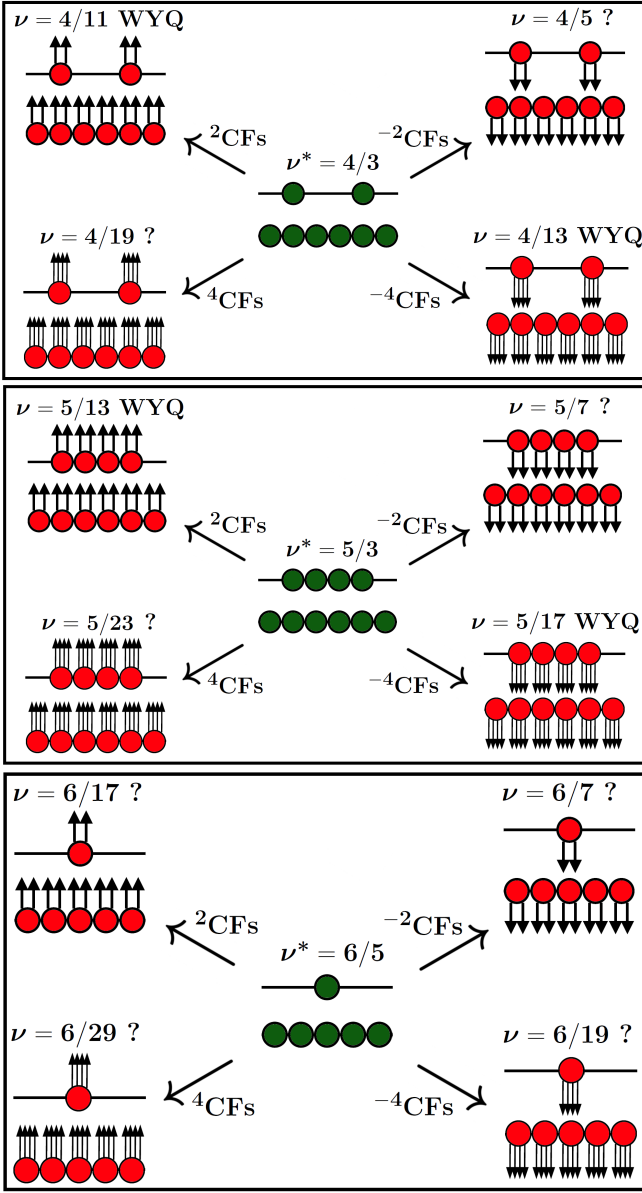 ν = 4/11 WYQ
ν = 4/5 ?
²CFs
⁻²CFs
ν* = 4/3
ν = 4/19 ?
ν = 4/13 WYQ
⁴CFs
⁻⁴CFs
ν = 5/13 WYQ
ν = 5/7 ?
²CFs
⁻²CFs
ν* = 5/3
ν = 5/23 ?
ν = 5/17 WYQ
⁴CFs
⁻⁴CFs
ν = 6/17 ?
ν = 6/7 ?
²CFs
⁻²CFs
ν* = 6/5
ν = 6/29 ?
ν = 6/19 ?
⁴CFs
⁻⁴CFs